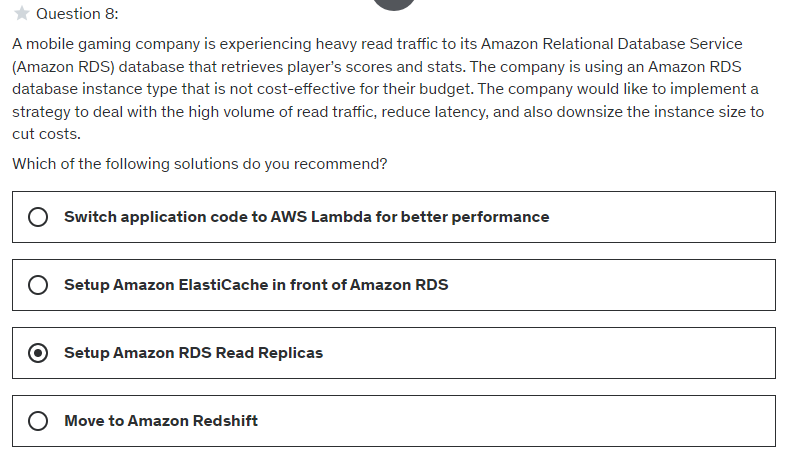 Question 8:
A mobile gaming company is experiencing heavy read traffic to its Amazon Relational Database Service
(Amazon RDS) database that retrieves player’s scores and stats. The company is using an Amazon RDS
database instance type that is not cost-effective for their budget. The company would like to implement a
strategy to deal with the high volume of read traffic, reduce latency, and also downsize the instance size to
cut costs.
Which of the following solutions do you recommend?
Switch application code to AWS Lambda for better performance
Setup Amazon ElastiCache in front of Amazon RDS
Setup Amazon RDS Read Replicas
Move to Amazon Redshift